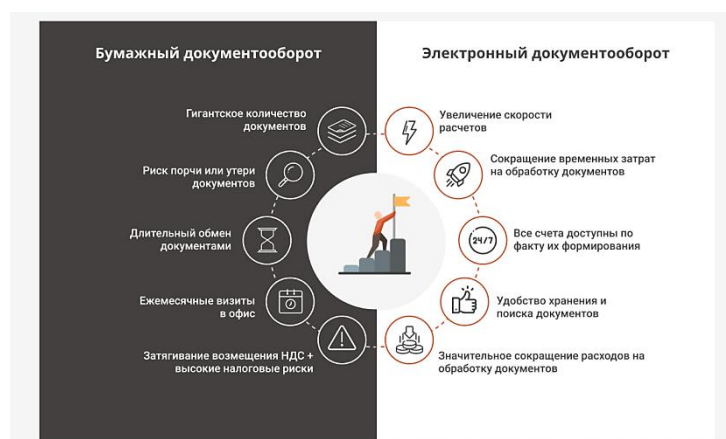 Бумажный документооборот
Гигантское количество
документов
Риск порчи или утери
документов
Длительный обмен
документами
Ежемесячные визиты
в офис
Затягивание возмещения НДС +
высокие налоговые риски
Электронный документооборот
Увеличение скорости
расчетов
Сокращение временных затрат
на обработку документов
24/7
Все счета доступны по
факту их формирования
Удобство хранения и
поиска документов
Значительное сокращение расходов на
обработку документов